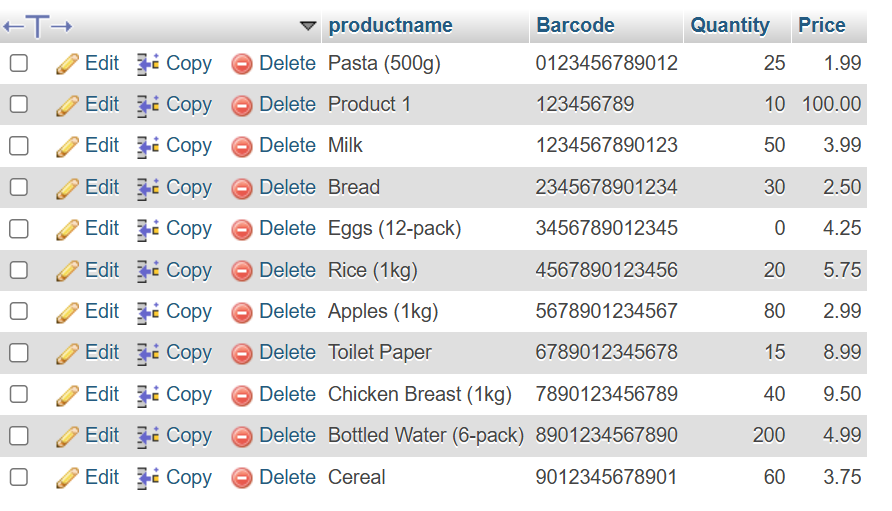 productname Barcode Quantity Price
Edit Copy Delete Pasta (500g) 0123456789012 25 1.99
Edit Copy Delete Product 1 123456789 10 100.00
Edit Copy Delete Milk 1234567890123 50 3.99
Edit Copy Delete Bread 2345678901234 30 2.50
Edit Copy Delete Eggs (12-pack) 3456789012345 0 4.25
Edit Copy Delete Rice (1kg) 4567890123456 20 5.75
Edit Copy Delete Apples (1kg) 5678901234567 80 2.99
Edit Copy Delete Toilet Paper 6789012345678 15 8.99
Edit Copy Delete Chicken Breast (1kg) 7890123456789 40 9.50
Edit Copy Delete Bottled Water (6-pack) 8901234567890 200 4.99
Edit Copy Delete Cereal 9012345678901 60 3.75